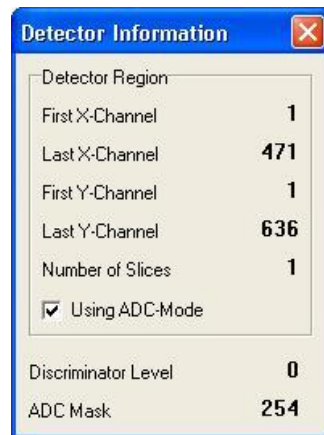 Detector Information
Detector Region
First X-Channel 1
Last X-Channel 471
First Y-Channel 1
Last Y-Channel 636
Number of Slices 1
Using ADC-Mode
Discriminator Level 0
ADC Mask 254